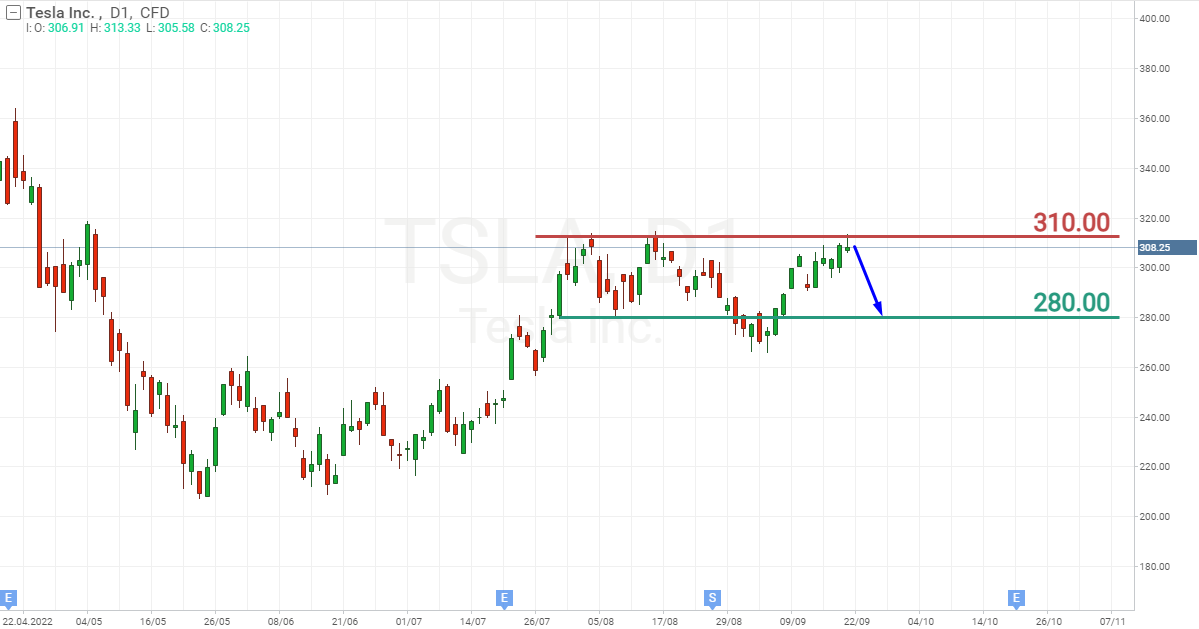 Tesla Inc. , D1, CFD
I: O: 306.91 H: 313.33 L: 305.58 C: 308.25
400.00
380.00
360.00
340.00
320.00
310.00
TSLA, D1
308.25
300.00
280.00
Tesla Inc.
280.00
260.00
240.00
220.00
200.00
180.00
E E S E
22.04.2022 04/05 16/05 26/05 08/06 21/06 01/07 14/07 26/07 05/08 17/08 29/08 09/09 22/09 04/10 14/10 26/10 07/11